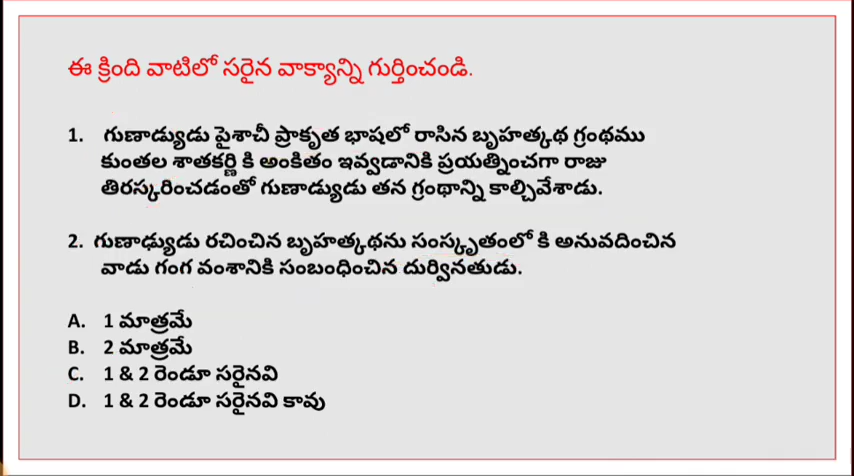 ఈ క్రింది వాటిలో సరైన వాక్యాన్ని గుర్తించండి.
1. గుణాడ్యుడు పైశాచీ ప్రాకృత భాషలో రాసిన బృహత్కథ గ్రంథము
కుంతల శాతకర్ణి కి అంకితం ఇవ్వడానికి ప్రయత్నించగా రాజు
తిరస్కరించడంతో గుణాడ్యుడు తన గ్రంథాన్ని కాల్చివేశాడు.
2. గుణాఢ్యుడు రచించిన బృహత్కథను సంస్కృతంలో కి అనువదించిన
వాడు గంగ వంశానికి సంబంధించిన దుర్వినతుడు.
A. 1 మాత్రమే
B. 2 మాత్రమే
C. 1 & 2 రెండూ సరైనవి
D. 1 & 2 రెండూ సరైనవి కావు